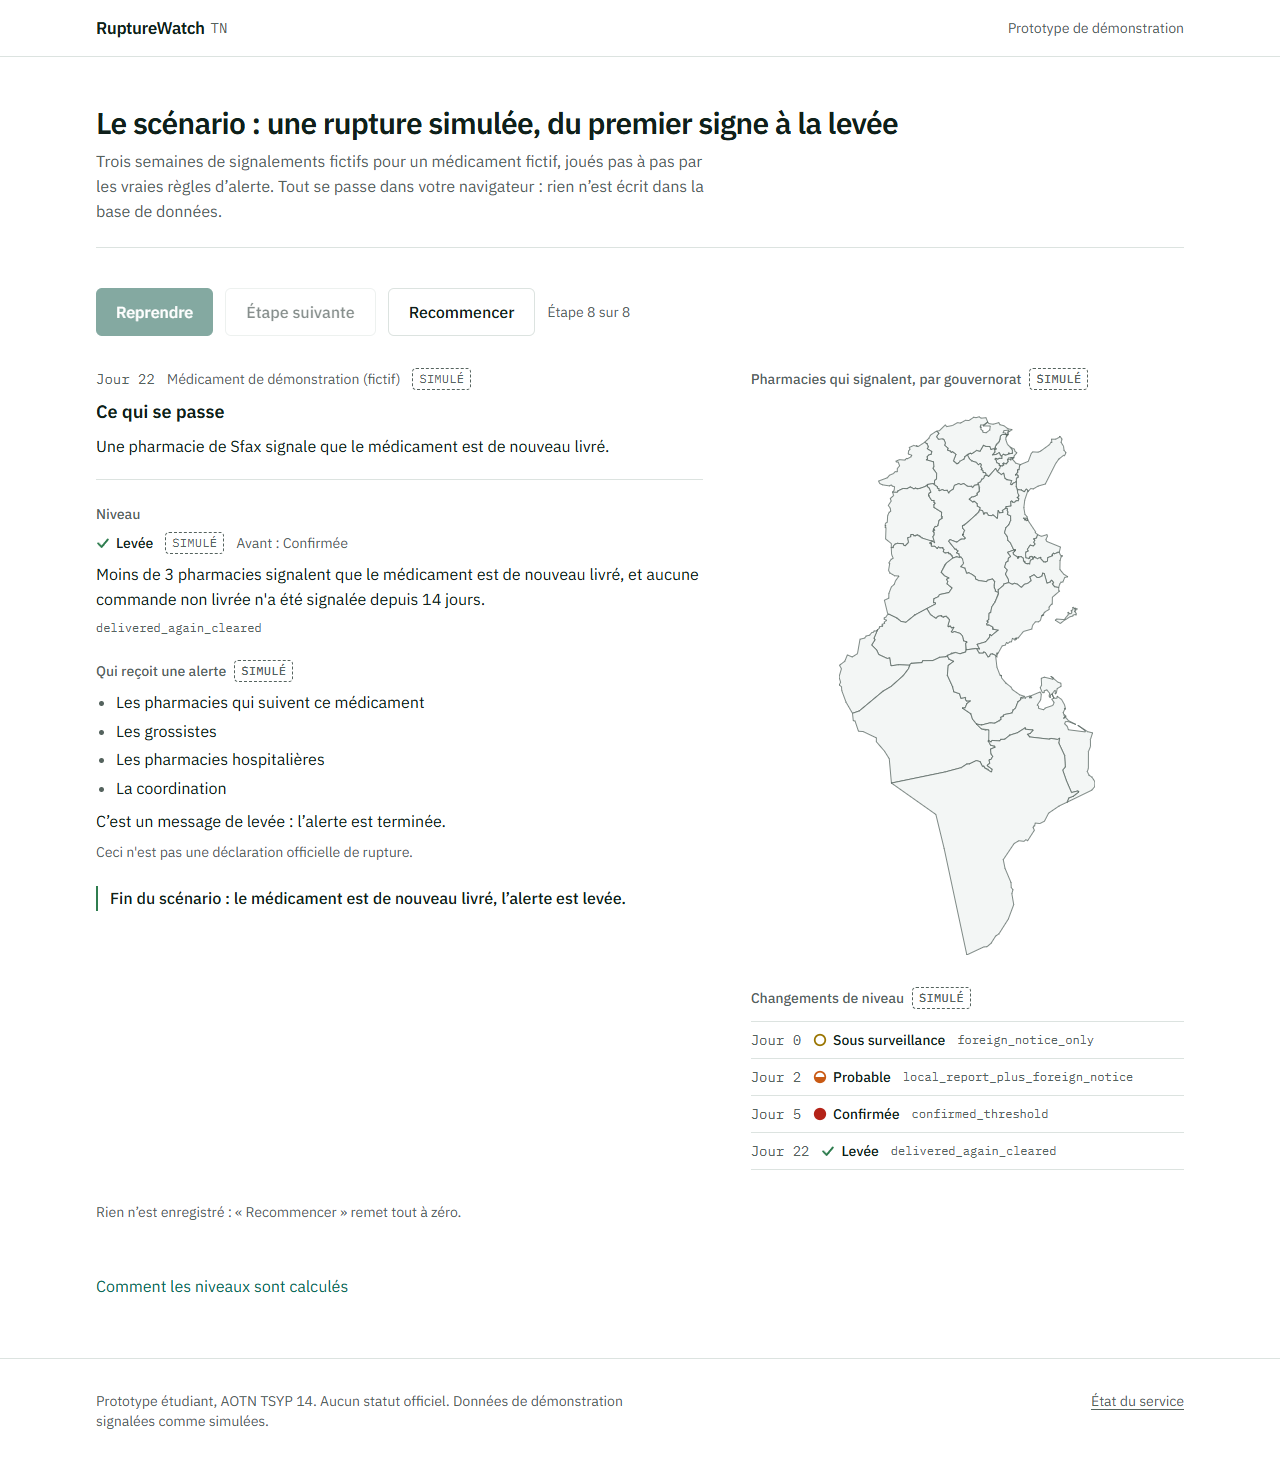 RuptureWatch TN
Prototype de démonstration
Le scénario : une rupture simulée, du premier signe à la levée
Trois semaines de signalements fictifs pour un médicament fictif, joués pas à pas par
les vraies règles d’alerte. Tout se passe dans votre navigateur : rien n’est écrit dans la
base de données.
Reprendre
Étape suivante
Recommencer
Étape 8 sur 8
Jour 22 Médicament de démonstration (fictif) SIMULÉ
Ce qui se passe
Une pharmacie de Sfax signale que le médicament est de nouveau livré.
Niveau
Levée SIMULÉ Avant : Confirmée
Moins de 3 pharmacies signalent que le médicament est de nouveau livré, et aucune
commande non livrée n'a été signalée depuis 14 jours.
delivered_again_cleared
Qui reçoit une alerte SIMULÉ
Les pharmacies qui suivent ce médicament
Les grossistes
Les pharmacies hospitalières
La coordination
C’est un message de levée : l’alerte est terminée.
Ceci n'est pas une déclaration officielle de rupture.
Fin du scénario : le médicament est de nouveau livré, l’alerte est levée.
Pharmacies qui signalent, par gouvernorat SIMULÉ
Changements de niveau SIMULÉ
Jour 0 Sous surveillance foreign_notice_only
Jour 2 Probable local_report_plus_foreign_notice
Jour 5 Confirmée confirmed_threshold
Jour 22 Levée delivered_again_cleared
Rien n’est enregistré : « Recommencer » remet tout à zéro.
Comment les niveaux sont calculés
Prototype étudiant, AOTN TSYP 14. Aucun statut officiel. Données de démonstration
signalées comme simulées.
État du service